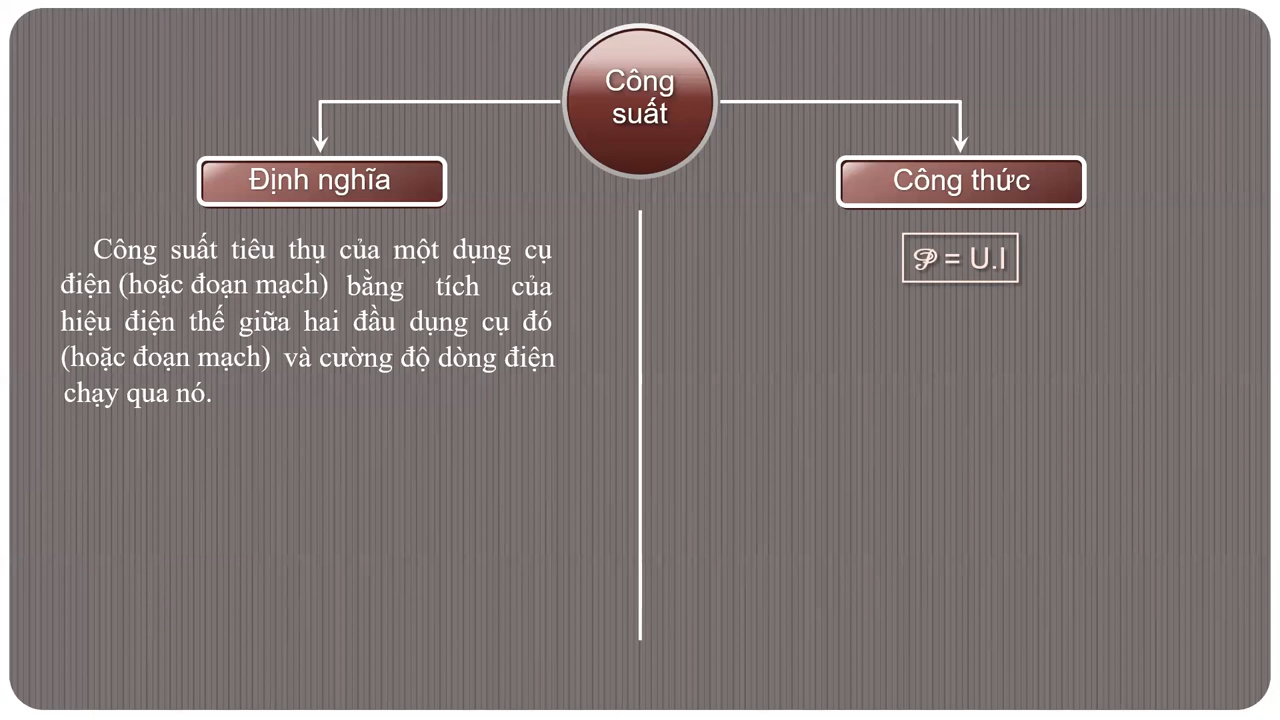 Công
suất
Định nghĩa
Công suất tiêu thụ của một dụng cụ
điện (hoặc đoạn mạch) bằng tích của
hiệu điện thế giữa hai đầu dụng cụ đó
(hoặc đoạn mạch) và cường độ dòng điện
chạy qua nó.
Công thức
𝒫 = U.I